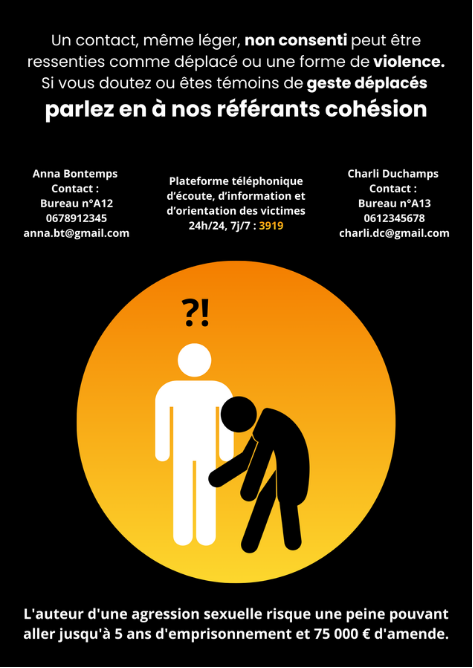 Un contact, même léger, non consenti peut être
ressenties comme déplacé ou une forme de violence.
Si vous doutez ou êtes témoins de geste déplacés
parlez en à nos référants cohésion
Anna Bontemps
Contact :
Bureau n°A12
0678912345
anna.bt@gmail.com
Plateforme téléphonique
d'écoute, d'information et
d'orientation des victimes
24h/24, 7j/7 : 3919
Charli Duchamps
Contact :
Bureau n°A13
0612345678
charli.dc@gmail.com
?!
L'auteur d'une agression sexuelle risque une peine pouvant
aller jusqu'à 5 ans d'emprisonnement et 75 000 € d'amende.